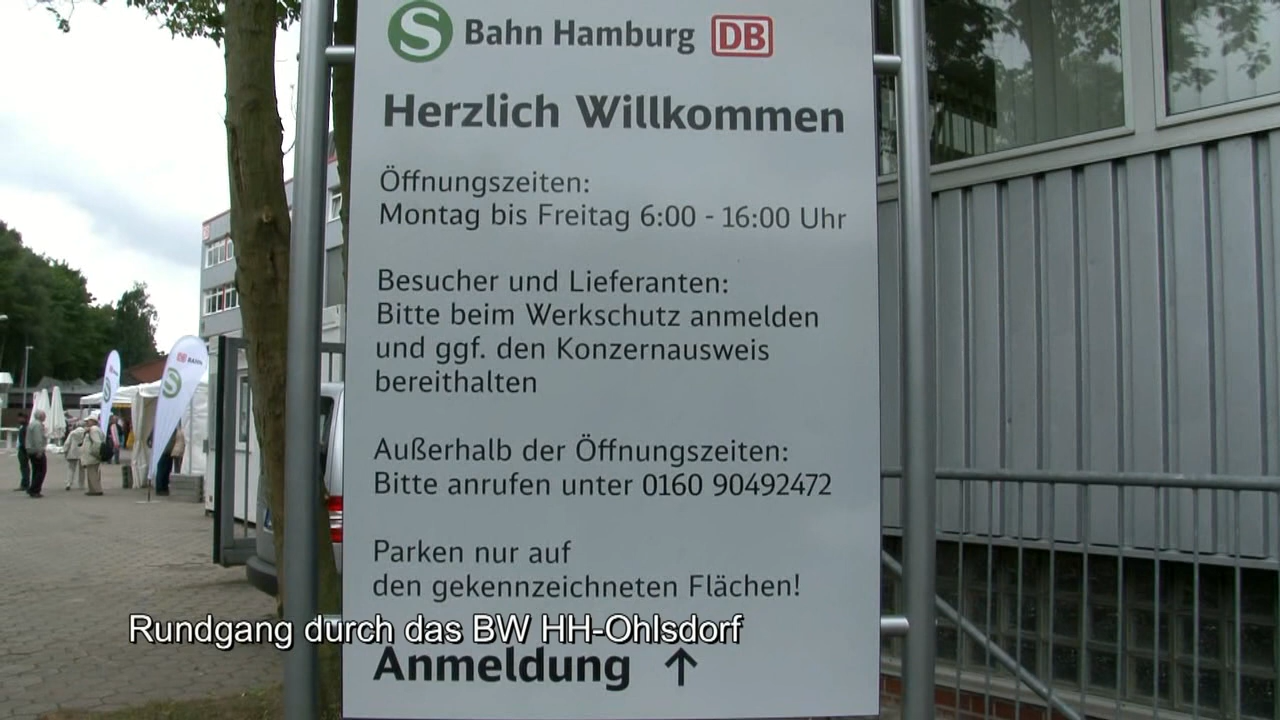 S Bahn Hamburg DB
Herzlich Willkommen
Öffnungszeiten:
Montag bis Freitag 6:00 - 16:00 Uhr
Besucher und Lieferanten:
Bitte beim Werkschutz anmelden
und ggf. den Konzernausweis
bereithalten
Außerhalb der Öffnungszeiten:
Bitte anrufen unter 0160 90492472
Parken nur auf
den gekennzeichneten Flächen!
Rundgang durch das BW HH-Ohlsdorf
Anmeldung ↑
DB BAHN
S